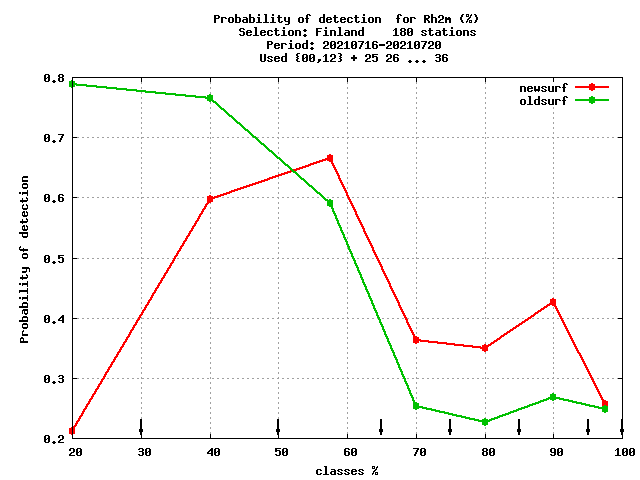 Probability of detection  for Rh2m (%)
Selection: Finland    180 stations
Period: 20210716-20210720
Used {00,12} + 25 26 ... 36
newsurf
oldsurf
Probability of detection
0.8
0.7
0.6
0.5
0.4
0.3
0.2
20 30 40 50 60 70 80 90 100
classes %